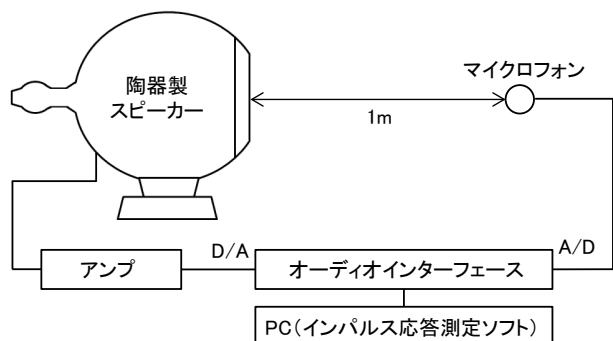 陶器製
スピーカー
マイクロフォン
1m
アンプ
D/A
オーディオインターフェース
A/D
PC(インパルス応答測定ソフト)